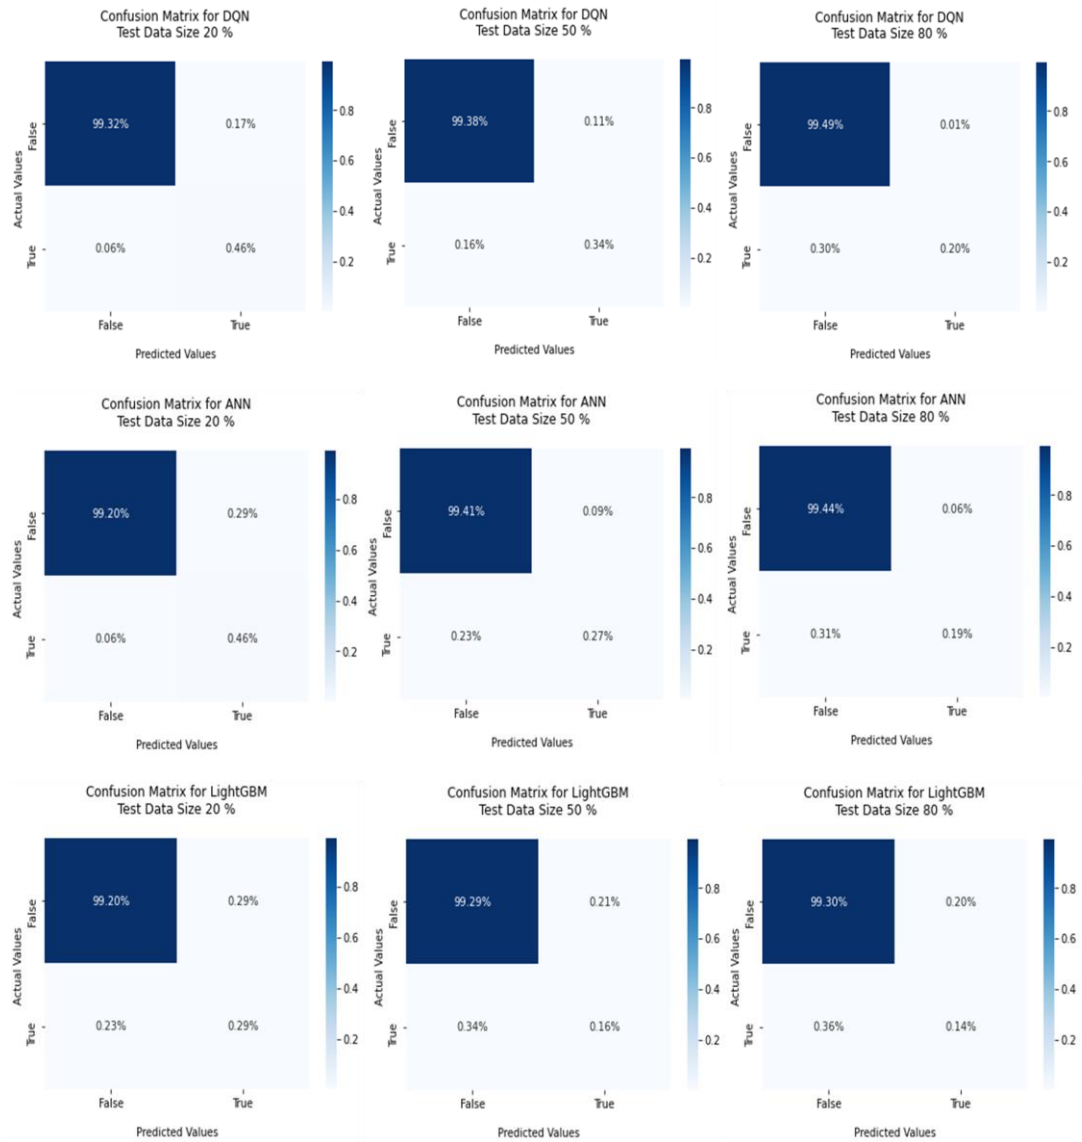 Confusion Matrix for DQN
Test Data Size 20 %
Actual Values
False
True
99.32%
0.17%
0.06%
0.46%
0.8
0.6
0.4
0.2
False
True
Predicted Values
Confusion Matrix for DQN
Test Data Size 50 %
Actual Values
False
True
99.38%
0.11%
0.16%
0.34%
0.8
0.6
0.4
0.2
False
True
Predicted Values
Confusion Matrix for DQN
Test Data Size 80 %
Actual Values
False
True
99.49%
0.01%
0.30%
0.20%
0.8
0.6
0.4
0.2
False
True
Predicted Values
Confusion Matrix for ANN
Test Data Size 20 %
Actual Values
False
True
99.20%
0.29%
0.06%
0.46%
0.8
0.6
0.4
0.2
False
True
Predicted Values
Confusion Matrix for ANN
Test Data Size 50 %
Actual Values
False
True
99.41%
0.09%
0.23%
0.27%
0.8
0.6
0.4
0.2
False
True
Predicted Values
Confusion Matrix for ANN
Test Data Size 80 %
Actual Values
False
True
99.44%
0.06%
0.31%
0.19%
0.8
0.6
0.4
0.2
False
True
Predicted Values
Confusion Matrix for LightGBM
Test Data Size 20 %
Actual Values
False
True
99.20%
0.29%
0.23%
0.29%
0.8
0.6
0.4
0.2
False
True
Predicted Values
Confusion Matrix for LightGBM
Test Data Size 50 %
Actual Values
False
True
99.29%
0.21%
0.34%
0.16%
0.8
0.6
0.4
0.2
False
True
Predicted Values
Confusion Matrix for LightGBM
Test Data Size 80 %
Actual Values
False
True
99.30%
0.20%
0.36%
0.14%
0.8
0.6
0.4
0.2
False
True
Predicted Values